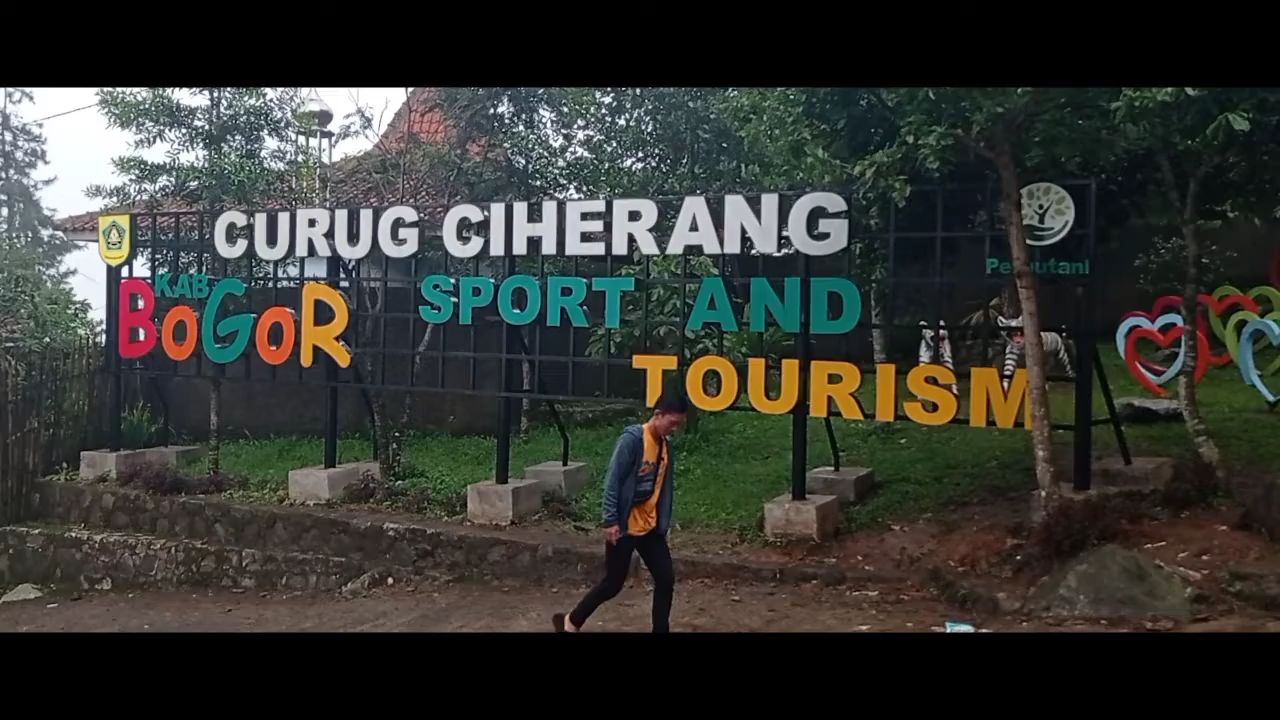 CURUG CIHERANG
KAB
BOGOR
SPORT AND
TOURISM
Perhutani